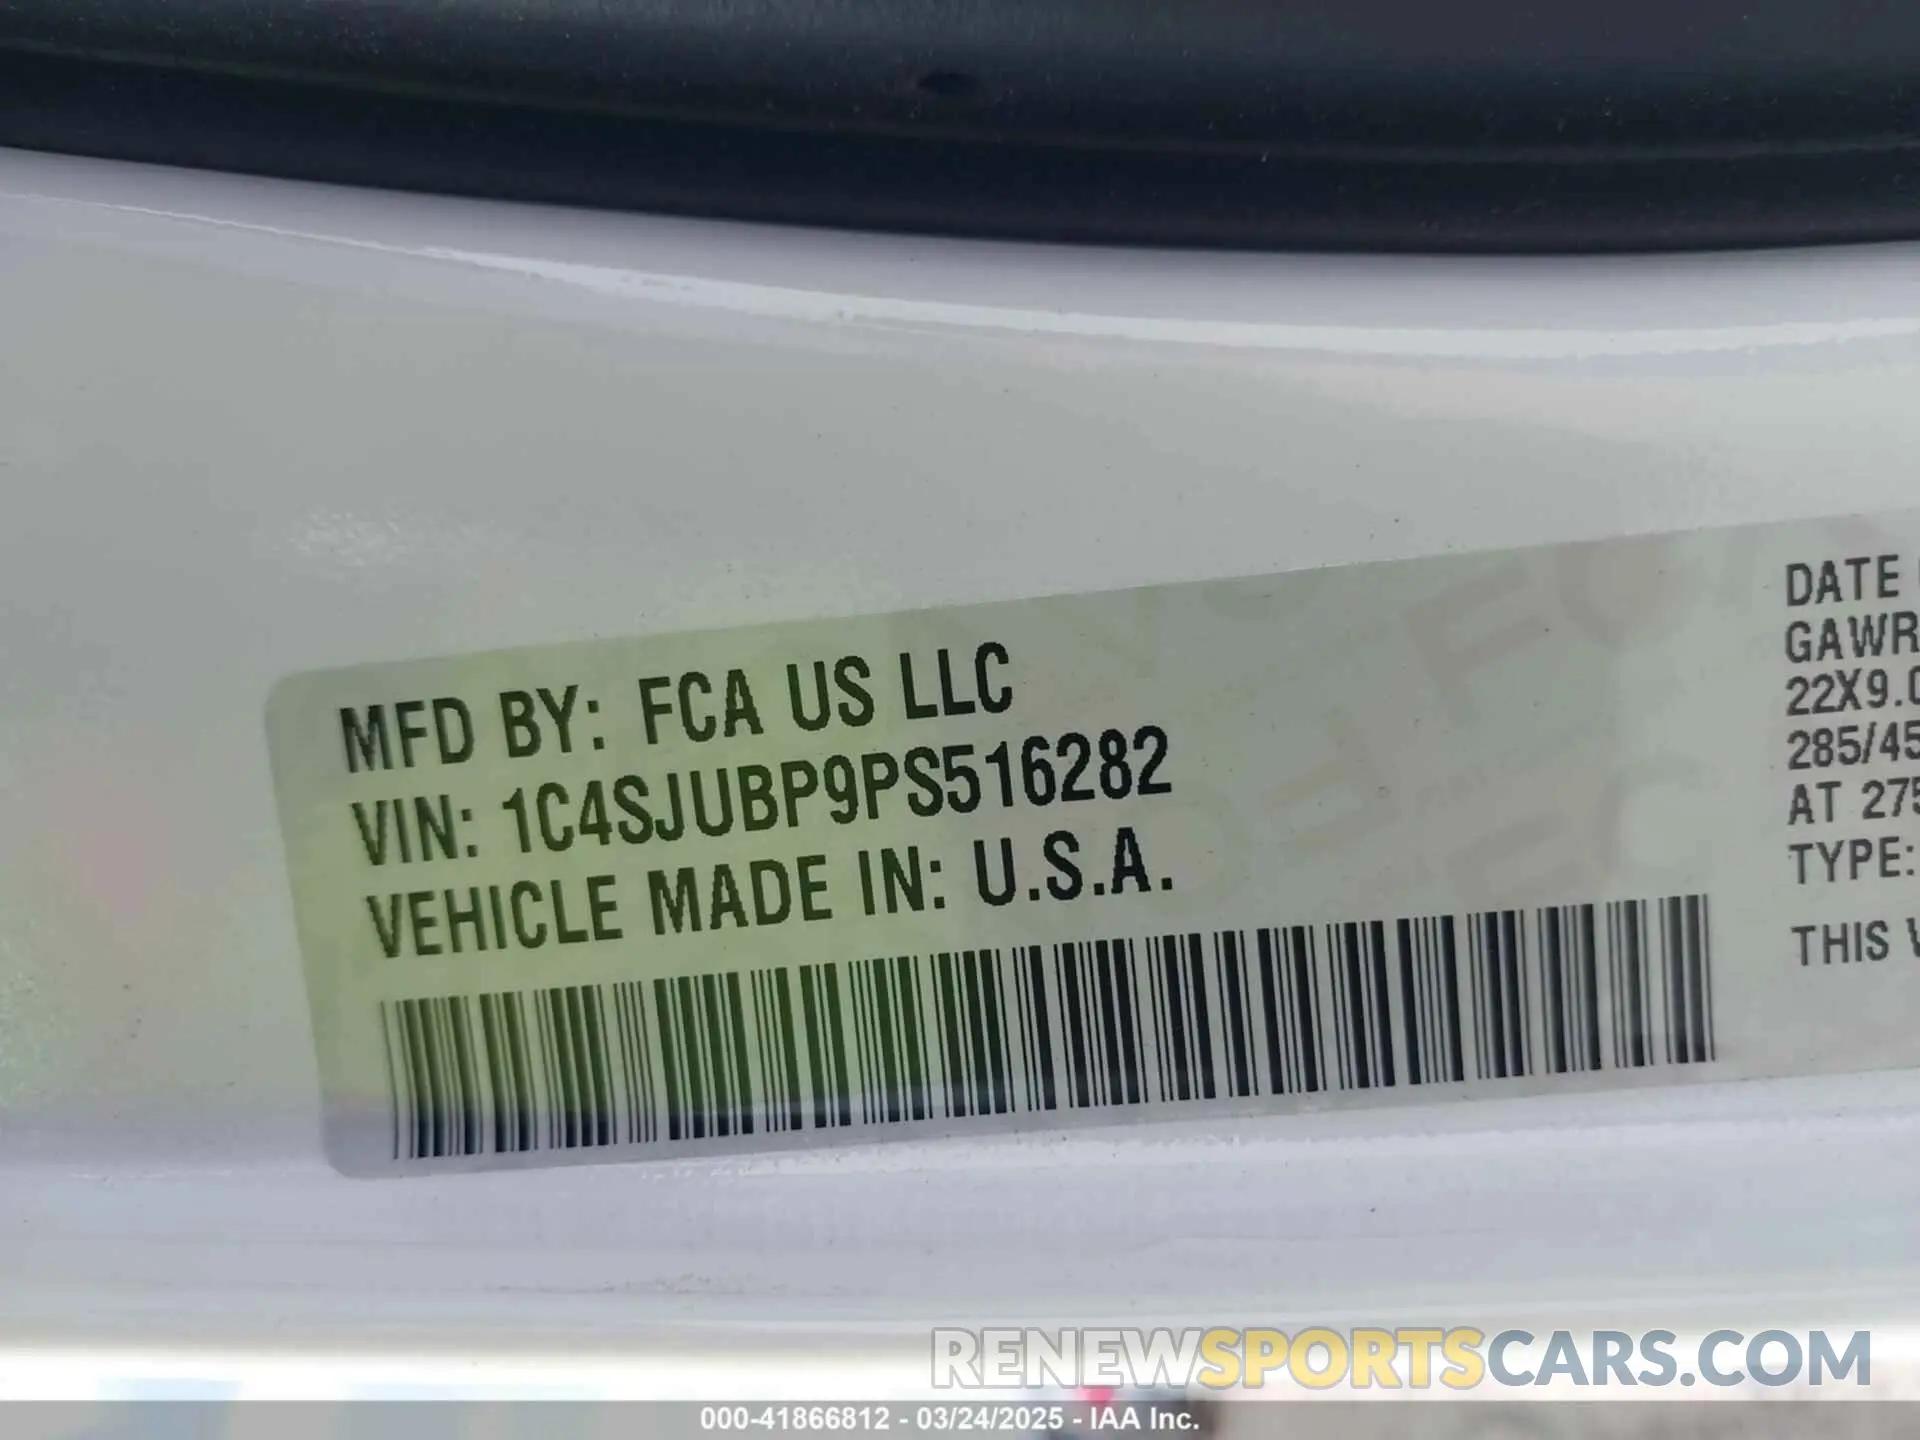 MFD BY: FCA US LLC
VIN: 1C4SJUBP9PS516282
VEHICLE MADE IN: U.S.A.
DATE
GAWR
22X9.0
285/45
AT 275
TYPE:
THIS
RENEWSPORTSCARS.COM
000-41866812 - 03/24/2025 - IAA Inc.